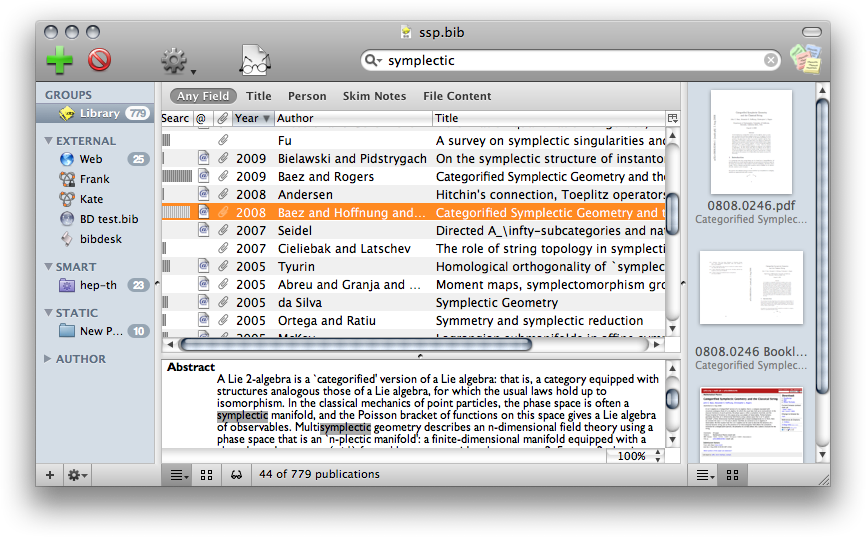 ssp.bib
symplectic
GROUPS
Library 779
EXTERNAL
Web 25
Frank
Kate
BD test.bib
bibdesk
SMART
hep-th 23
STATIC
New P... 10
AUTHOR
Any Field Title Person Skim Notes File Content
Searc @ Year Author Title
Fu A survey on symplectic singularities and
2009 Bielawski and Pidstrygach On the symplectic structure of instanto
2009 Baez and Rogers Categorified Symplectic Geometry and the
2008 Andersen Hitchin's connection, Toeplitz operators
2008 Baez and Hoffnung and... Categorified Symplectic Geometry and t
2007 Seidel Directed A_\infty-subcategories and nat
2007 Cieliebak and Latschev The role of string topology in symplecti
2005 Tyurin Homological orthogonality of `symplec
2005 Abreu and Granja and ... Moment maps, symplectomorphism gro
2005 da Silva Symplectic Geometry
2005 Ortega and Ratiu Symmetry and symplectic reduction
2005 McKay Lagrangian submanifolds in affine symp
Abstract
A Lie 2-algebra is a `categorified' version of a Lie algebra: that is, a category equipped with
structures analogous those of a Lie algebra, for which the usual laws hold up to
isomorphism. In the classical mechanics of point particles, the phase space is often a
symplectic manifold, and the Poisson bracket of functions on this space gives a Lie algebra
of observables. Multisymplectic geometry describes an n-dimensional field theory using a
phase space that is an `n-plectic manifold': a finite-dimensional manifold equipped with a
100%
44 of 779 publications
0808.0246.pdf
Categorified Symplec...
0808.0246 Bookl...
Categorified Symplec...